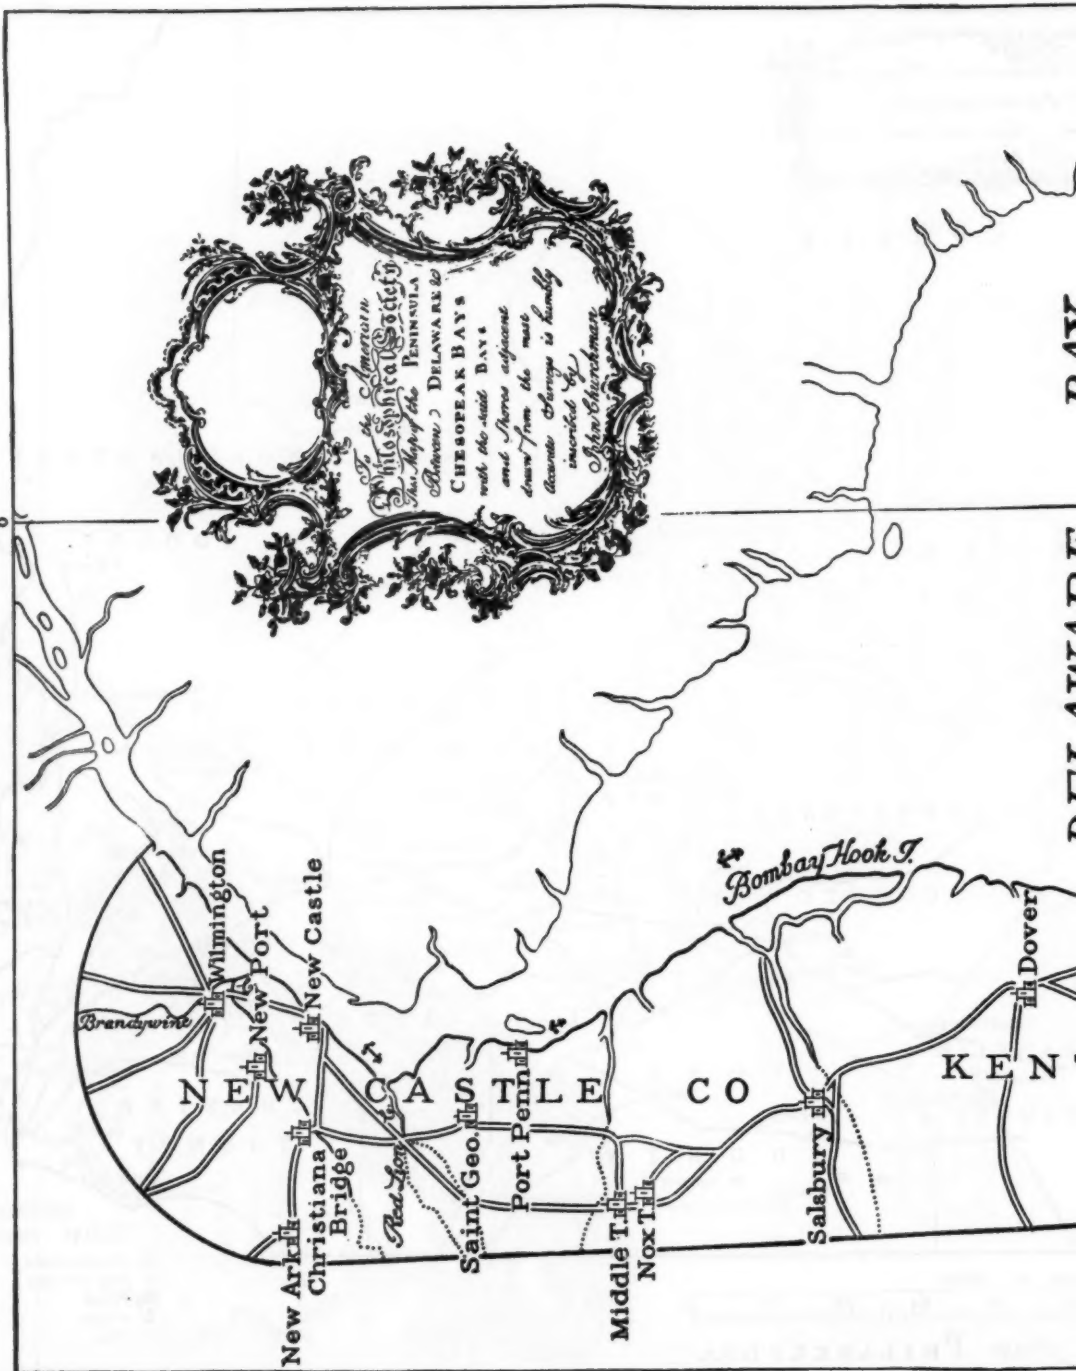 To the American
Philosophical Society
This Map of the PENINSULA
Between DELAWARE &
CHESOPEAK BAYS
with the said BAYS
and Shores adjacent
drawn from the most
Accurate Surveys is humbly
inscribed by
John Churchman
DELAWARE BAY
Brandywine
Wilmington
New Port
New Castle
NEW CASTLE CO
New Ark
Christiana
Bridge
Red Lion
Saint Geo.
Port Penn
Middle T.
Nox T.
Bombay Hook I.
Salsbury
Dover
KENT